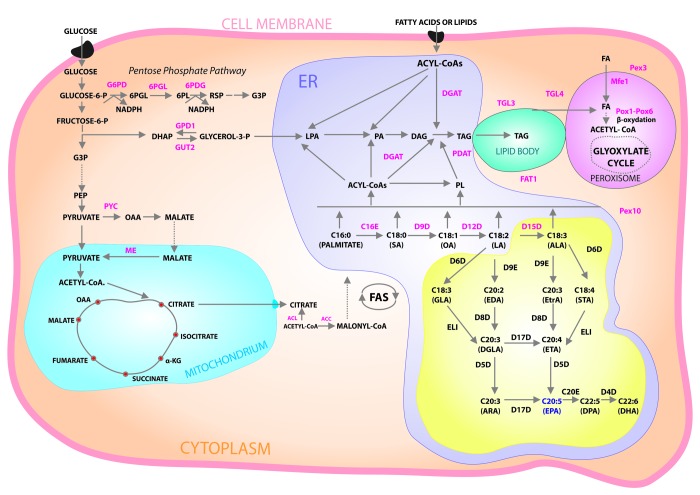 CELL MEMBRANE
GLUCOSE
FATTY ACIDS OR LIPIDS
GLUCOSE
Pentose Phosphate Pathway
G6PD
6PGL
6PDG
GLUCOSE-6-P
6PGL
6PL
RSP
G3P
NADPH
NADPH
FRUCTOSE-6-P
GPD1
DHAP
GLYCEROL-3-P
GUT2
G3P
PEP
PYC
PYRUVATE
OAA
MALATE
ME
PYRUVATE
MALATE
ACETYL-CoA.
OAA
CITRATE
MALATE
ISOCITRATE
FUMARATE
α-KG
SUCCINATE
MITOCHONDRIUM
CITRATE
ACL
ACC
ACETYL-CoA
MALONYL-CoA
FAS
CYTOPLASM
ER
ACYL-CoAs
DGAT
LPA
PA
DAG
TAG
DGAT
PDAT
ACYL-CoAs
PL
TGL3
TGL4
TAG
LIPID BODY
FAT1
FA
Pex3
Mfe1
FA
Pox1-Pox6
β-oxydation
ACETYL- CoA
GLYOXYLATE
CYCLE
PEROXISOME
Pex10
C16:0
(PALMITATE)
C16E
C18:0
(SA)
D9D
C18:1
(OA)
D12D
C18:2
(LA)
D15D
C18:3
(ALA)
D6D
D9E
D9E
D6D
C18:3
(GLA)
C20:2
(EDA)
C20:3
(EtrA)
C18:4
(STA)
ELI
D8D
D8D
ELI
C20:3
(DGLA)
D17D
C20:4
(ETA)
D5D
D5D
C20:3
(ARA)
D17D
C20:5
(EPA)
C20E
C22:5
(DPA)
D4D
C22:6
(DHA)